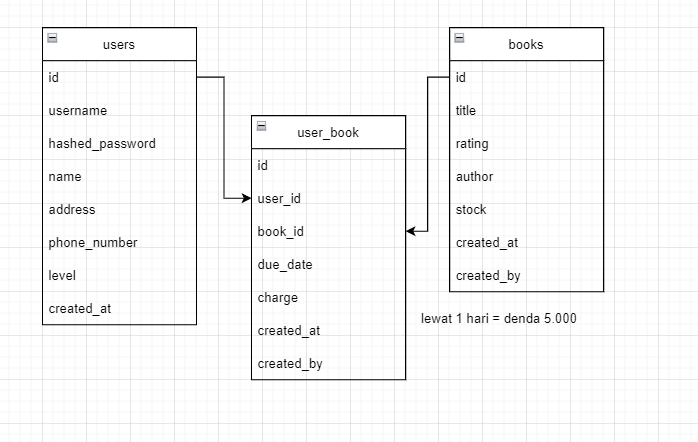 users
id
username
hashed_password
name
address
phone_number
level
created_at
user_book
id
user_id
book_id
due_date
charge
created_at
created_by
books
id
title
rating
author
stock
created_at
created_by
lewat 1 hari = denda 5.000